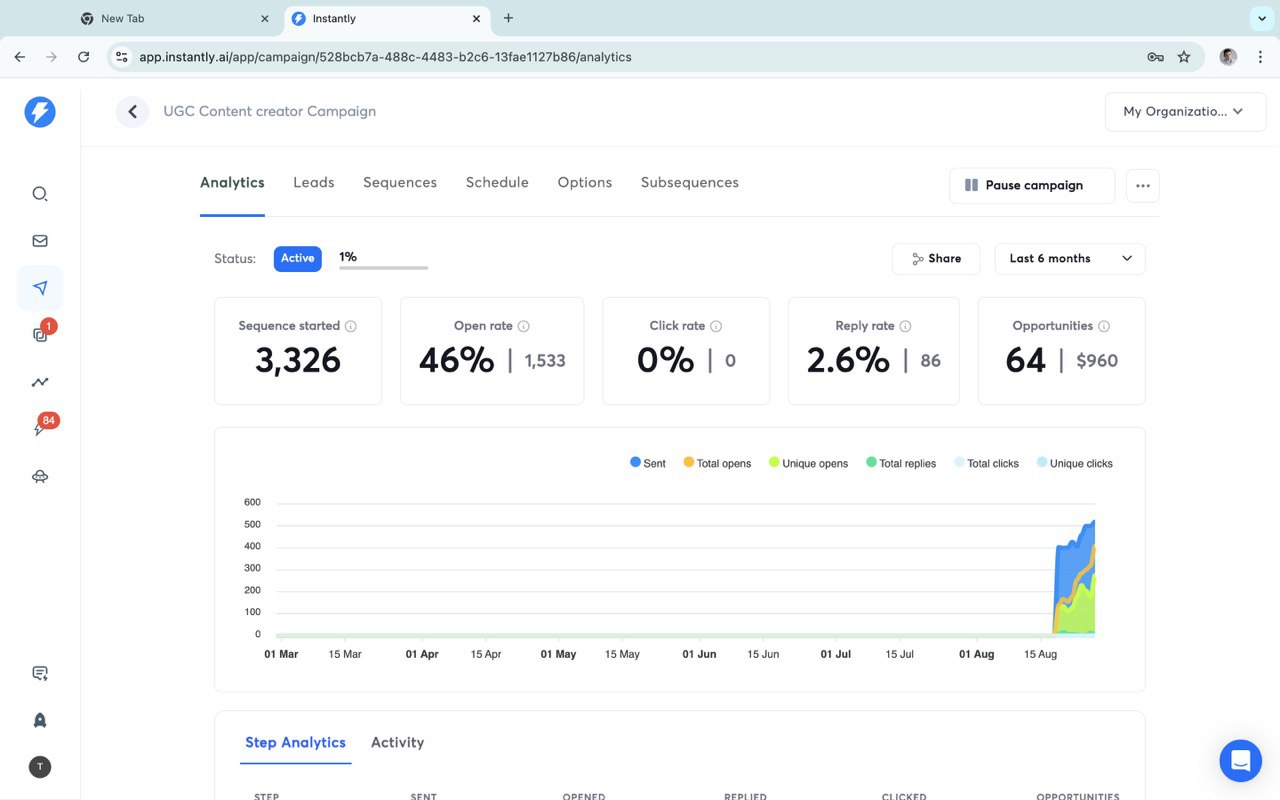 New Tab
Instantly
app.instantly.ai/app/campaign/528bcb7a-488c-4483-b2c6-13fae1127b86/analytics
UGC Content creator Campaign
My Organizatio...
Analytics Leads Sequences Schedule Options Subsequences
Pause campaign
Status: Active 1%
Share
Last 6 months
Sequence started
3,326
Open rate
46% | 1,533
Click rate
0% | 0
Reply rate
2.6% | 86
Opportunities
64 | $960
1
84
Sent Total opens Unique opens Total replies Total clicks Unique clicks
600
500
400
300
200
100
0
01 Mar 15 Mar 01 Apr 15 Apr 01 May 15 May 01 Jun 15 Jun 01 Jul 15 Jul 01 Aug 15 Aug
Step Analytics Activity
T
STEP SENT OPENED REPLIED CLICKED OPPORTUNITIES